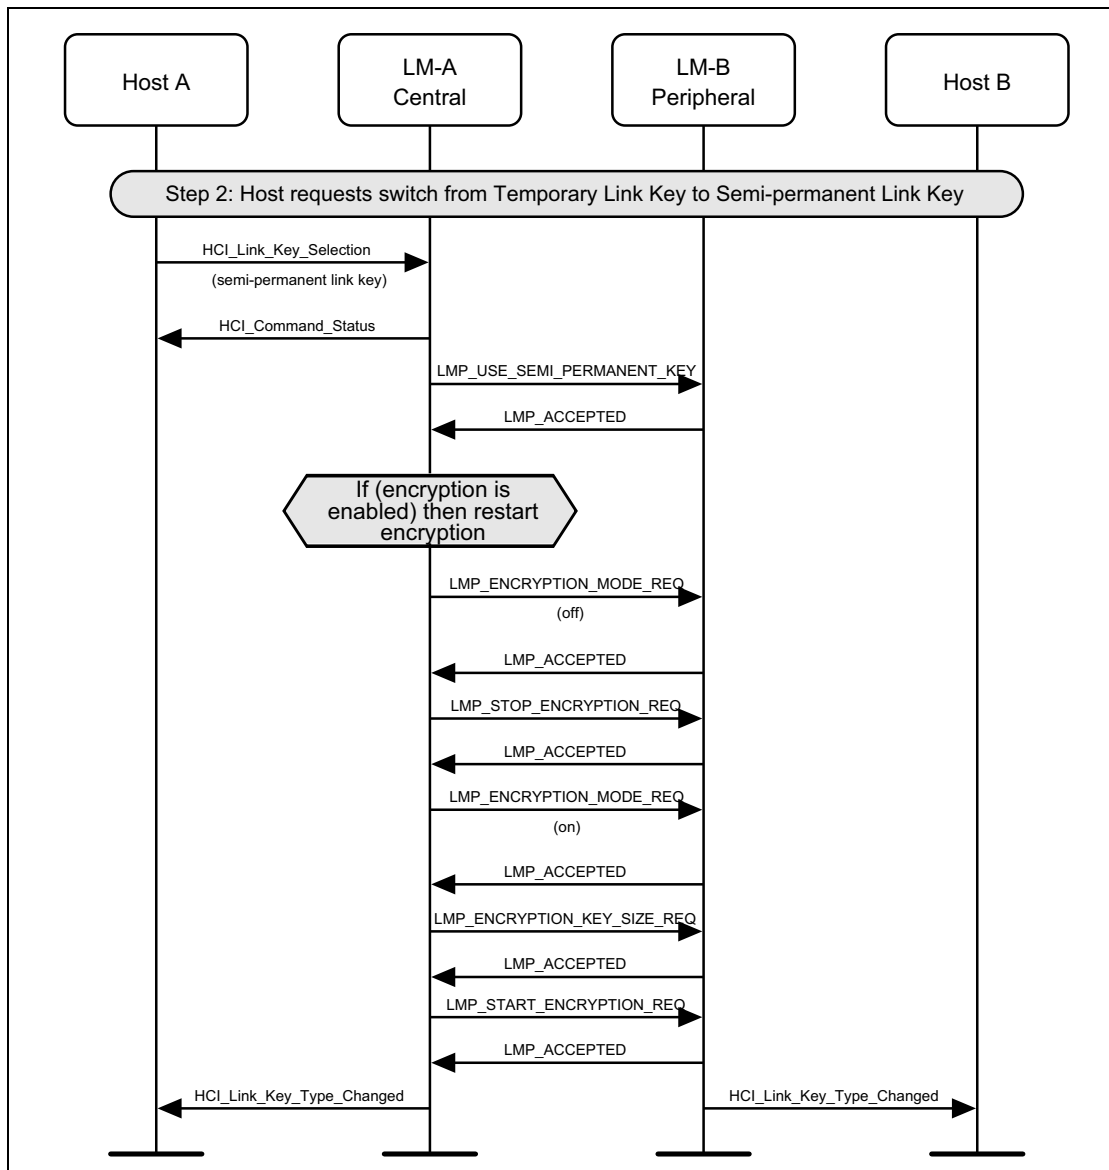 Host A
LM-A
Central
LM-B
Peripheral
Host B
Step 2: Host requests switch from Temporary Link Key to Semi-permanent Link Key
HCI_Link_Key_Selection
(semi-permanent link key)
HCI_Command_Status
LMP_USE_SEMI_PERMANENT_KEY
LMP_ACCEPTED
If (encryption is
enabled) then restart
encryption
LMP_ENCRYPTION_MODE_REQ
(off)
LMP_ACCEPTED
LMP_STOP_ENCRYPTION_REQ
LMP_ACCEPTED
LMP_ENCRYPTION_MODE_REQ
(on)
LMP_ACCEPTED
LMP_ENCRYPTION_KEY_SIZE_REQ
LMP_ACCEPTED
LMP_START_ENCRYPTION_REQ
LMP_ACCEPTED
HCI_Link_Key_Type_Changed
HCI_Link_Key_Type_Changed